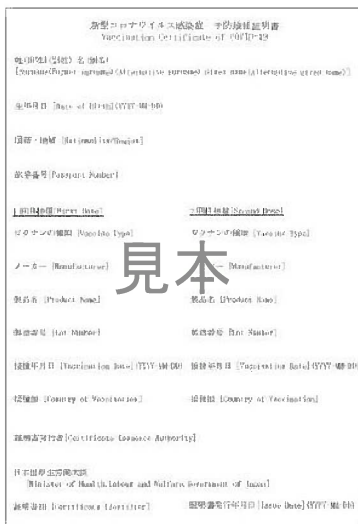 新型コロナウイルス感染症 予防接種証明書
Vaccination Certificate of COVID-19
姓(旧姓)(別姓) 名(別名)
[Surname(Former surname)(Alternative surname) Given name(Alternative given name)]
生年月日 [Date of Birth](YYYY-MM-DD)
国籍・地域 [Nationality/Region]
旅券番号[Passport Number]
1回目接種[First Dose] 2回目接種[Second Dose]
ワクチンの種類 [Vaccine Type] ワクチンの種類 [Vaccine Type]
メーカー [Manufacturer] メーカー [Manufacturer]
見本
製品名 [Product Name] 製品名 [Product Name]
製造番号 [Lot Number] 製造番号 [Lot Number]
接種年月日 [Vaccination Date](YYYY-MM-DD) 接種年月日 [Vaccination Date](YYYY-MM-DD)
接種国 [Country of Vaccination] 接種国 [Country of Vaccination]
証明書発行者[Certificate Issuance Authority]
日本国厚生労働大臣
[Minister of Health, Labour and Welfare, Government of Japan]
証明書ID [Certificate Identifier] 証明書発行年月日 [Issue Date](YYYY-MM-DD)